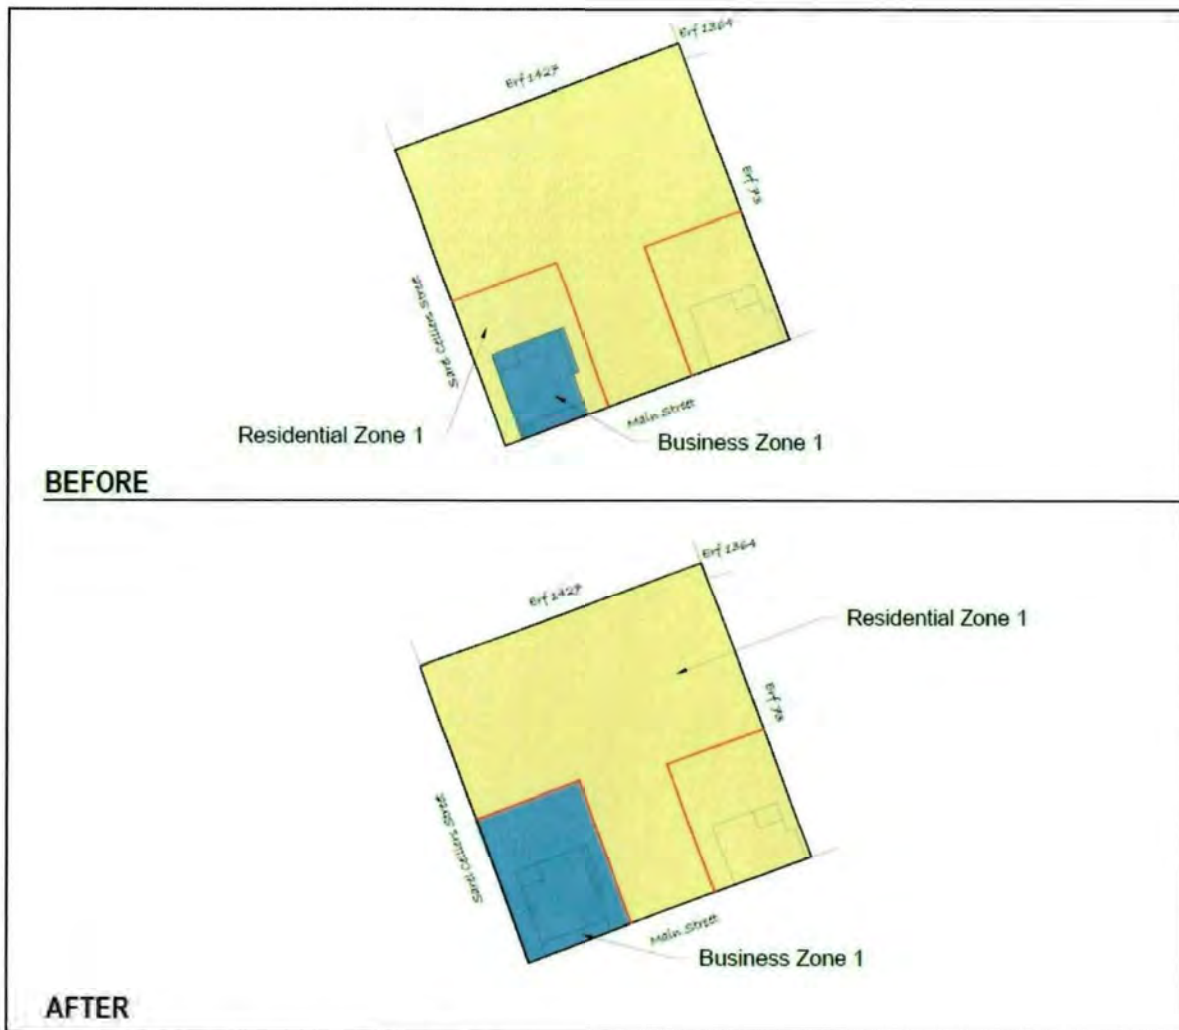 Erf 1364
Erf 1427
Erf 73
Sarel Cilliers Street
Main Street
Residential Zone 1
Business Zone 1
BEFORE
Erf 1364
Erf 1427
Residential Zone 1
Erf 73
Sarel Cilliers Street
Main Street
Business Zone 1
AFTER